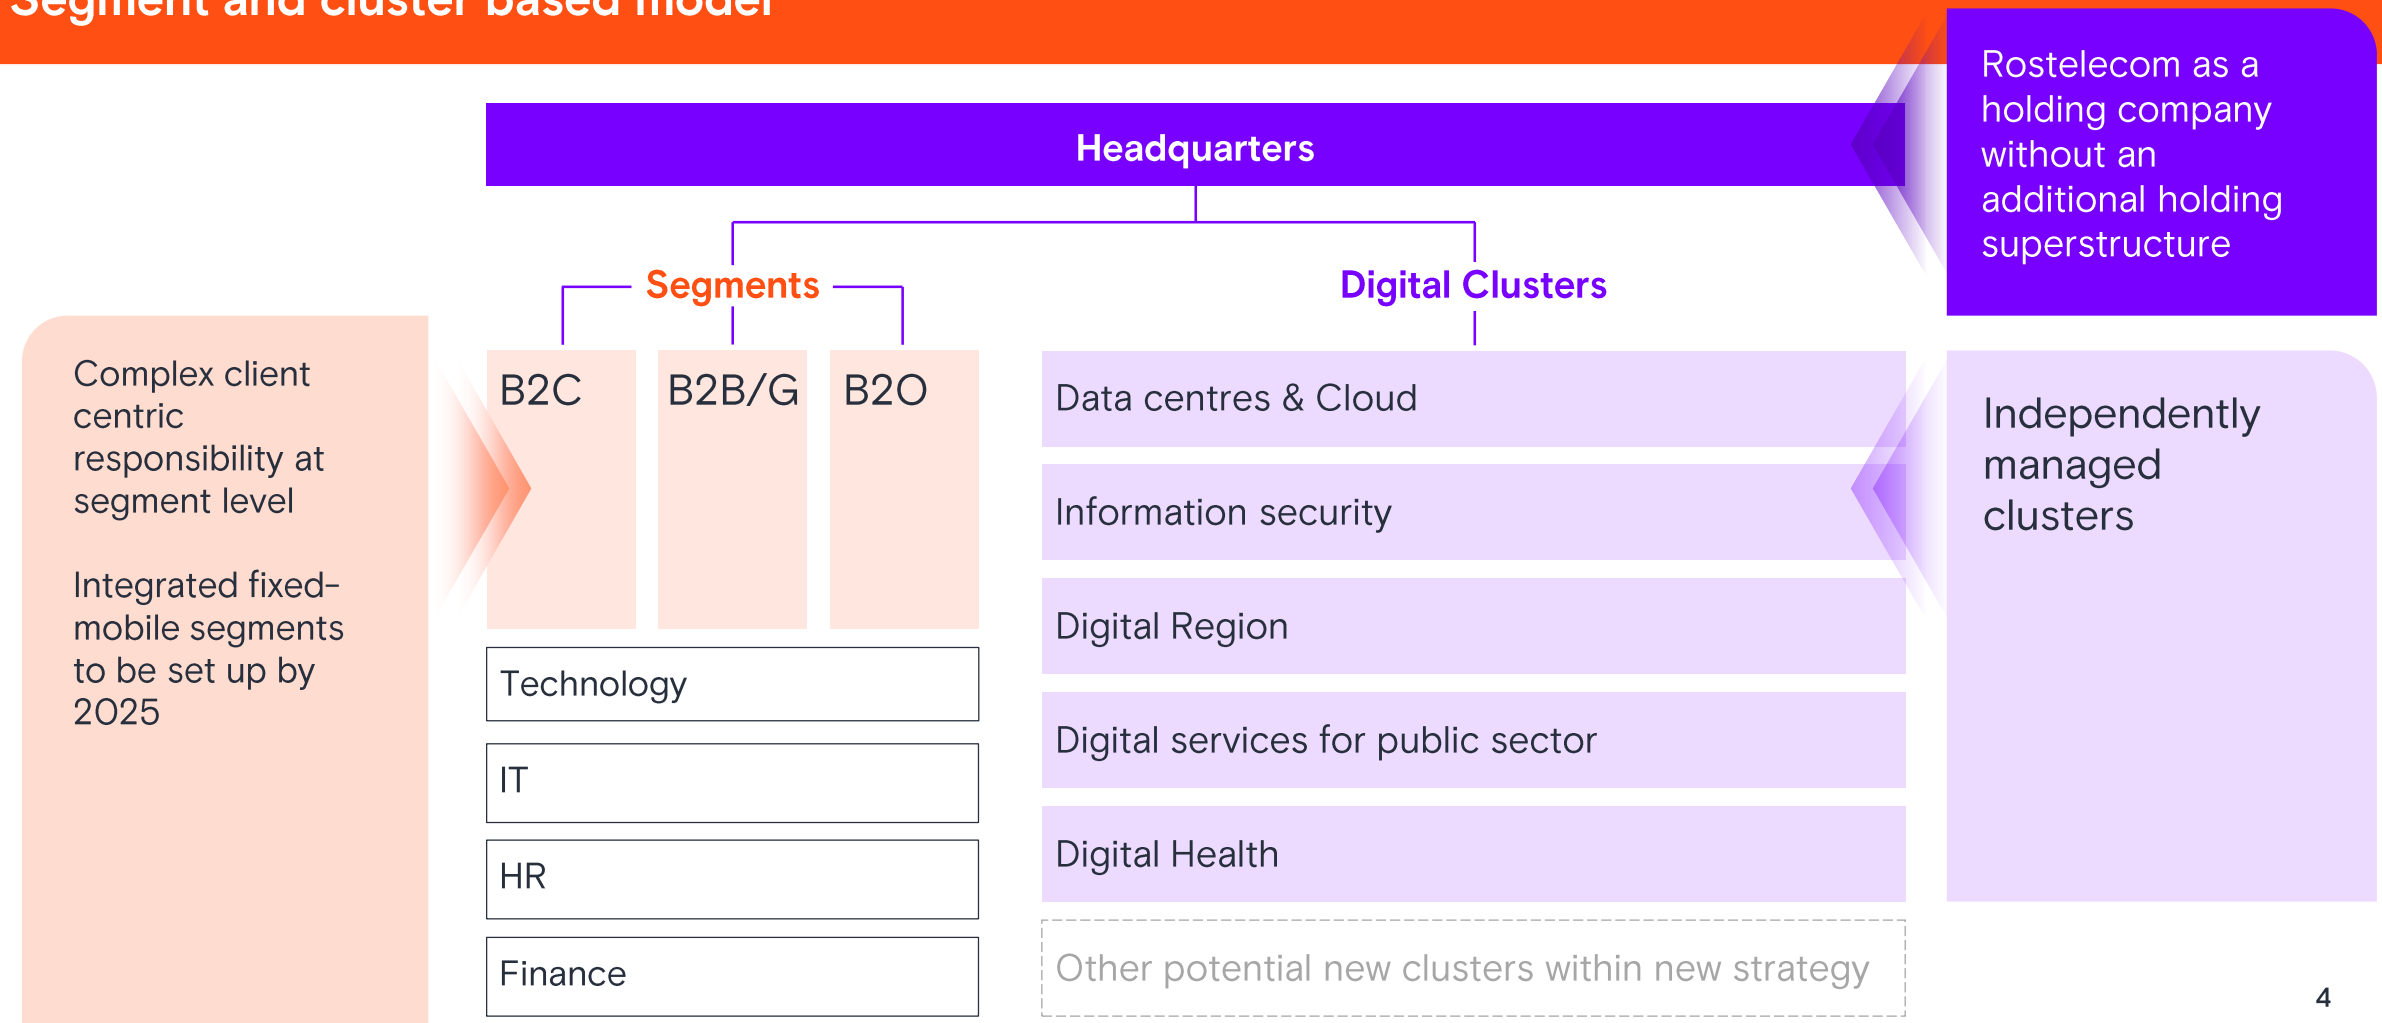 Segment and cluster based model
Rostelecom as a
holding company
without an
additional holding
superstructure
Headquarters
Segments
Digital Clusters
Complex client
centric
responsibility at
segment level
Integrated fixed–
mobile segments
to be set up by
2025
B2C
B2B/G
B2O
Technology
IT
HR
Finance
Data centres & Cloud
Information security
Digital Region
Digital services for public sector
Digital Health
Other potential new clusters within new strategy
Independently
managed
clusters
4